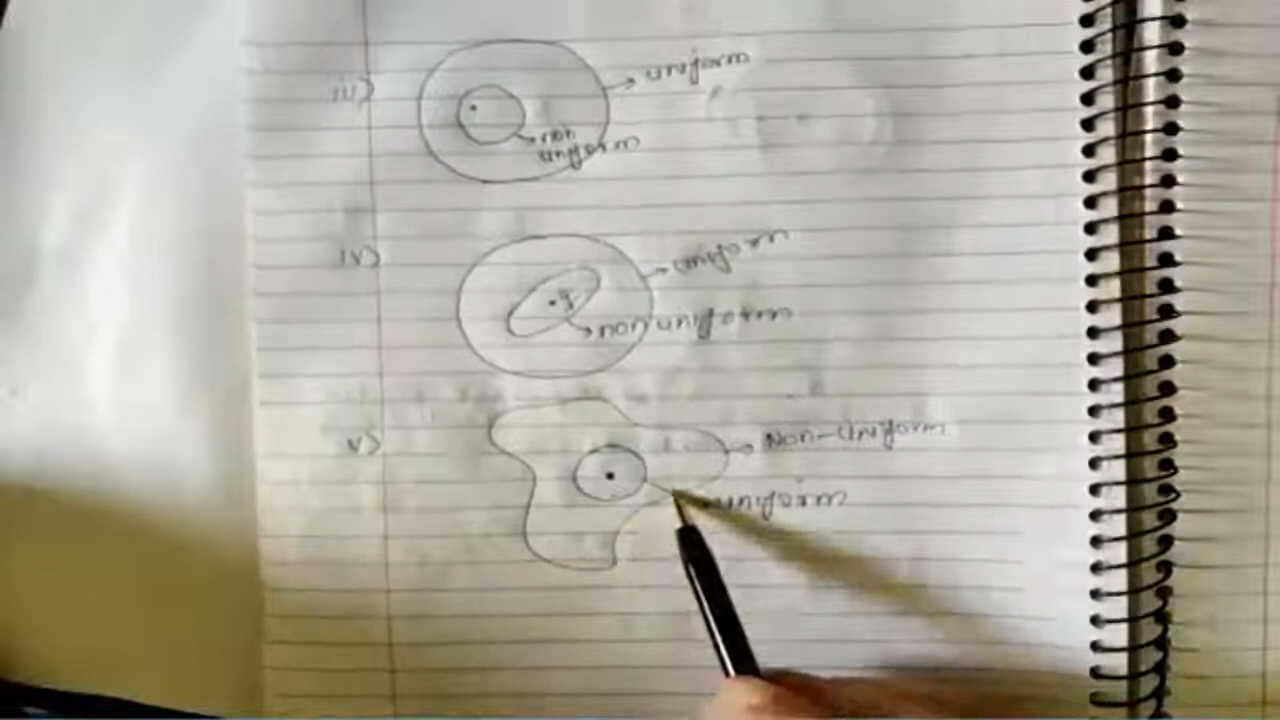 iii)
uniform
non
uniform
iv)
uniform
q
non uniform
v)
Non-uniform
uniform